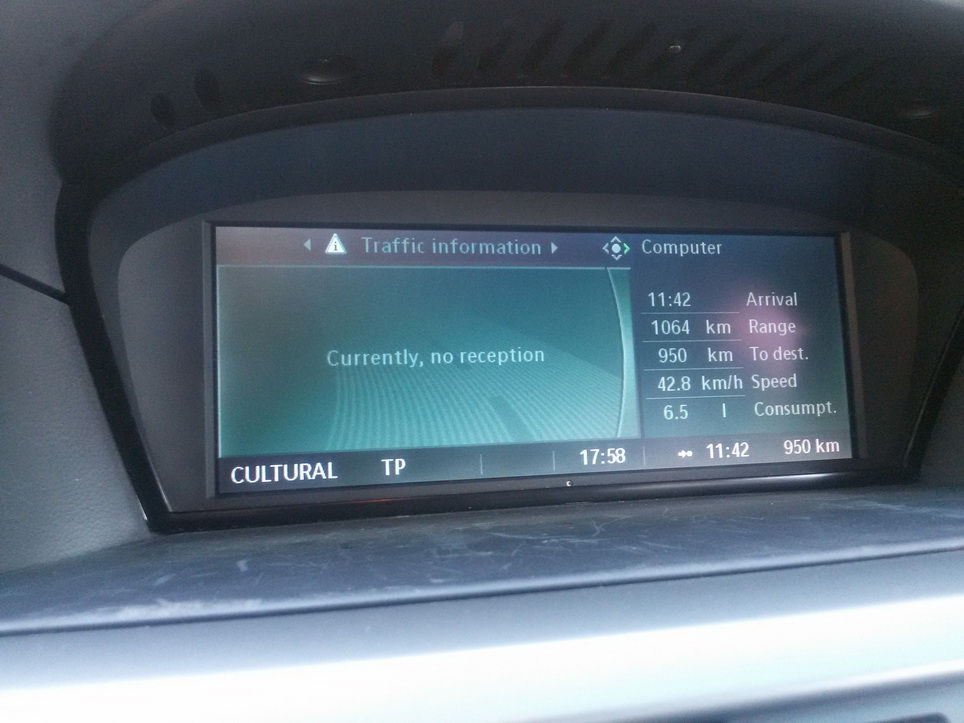 Traffic information
Computer
Currently, no reception
11:42 Arrival
1064 km Range
950 km To dest.
42.8 km/h Speed
6.5 l Consumpt.
CULTURAL TP 17:58 11:42 950 km